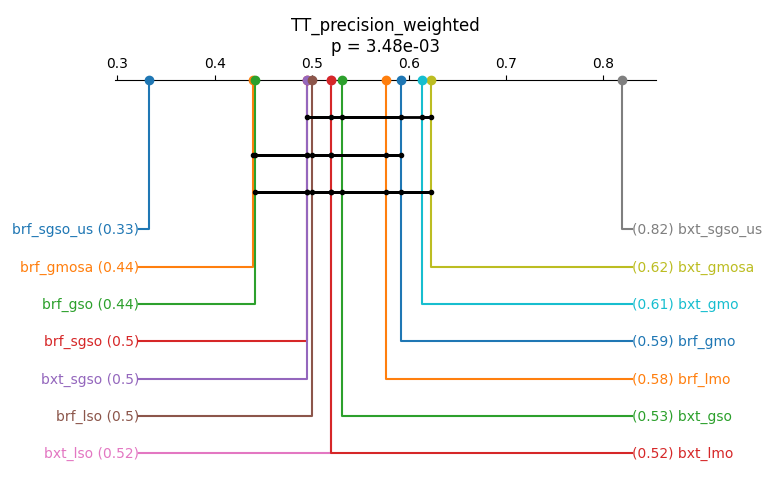 TT_precision_weighted
p = 3.48e-03
0.3 0.4 0.5 0.6 0.7 0.8
brf_sgso_us (0.33) (0.82) bxt_sgso_us
brf_gmosa (0.44) (0.62) bxt_gmosa
brf_gso (0.44) (0.61) bxt_gmo
brf_sgso (0.5) (0.59) brf_gmo
bxt_sgso (0.5) (0.58) brf_lmo
brf_lso (0.5) (0.53) bxt_gso
bxt_lso (0.52) (0.52) bxt_lmo